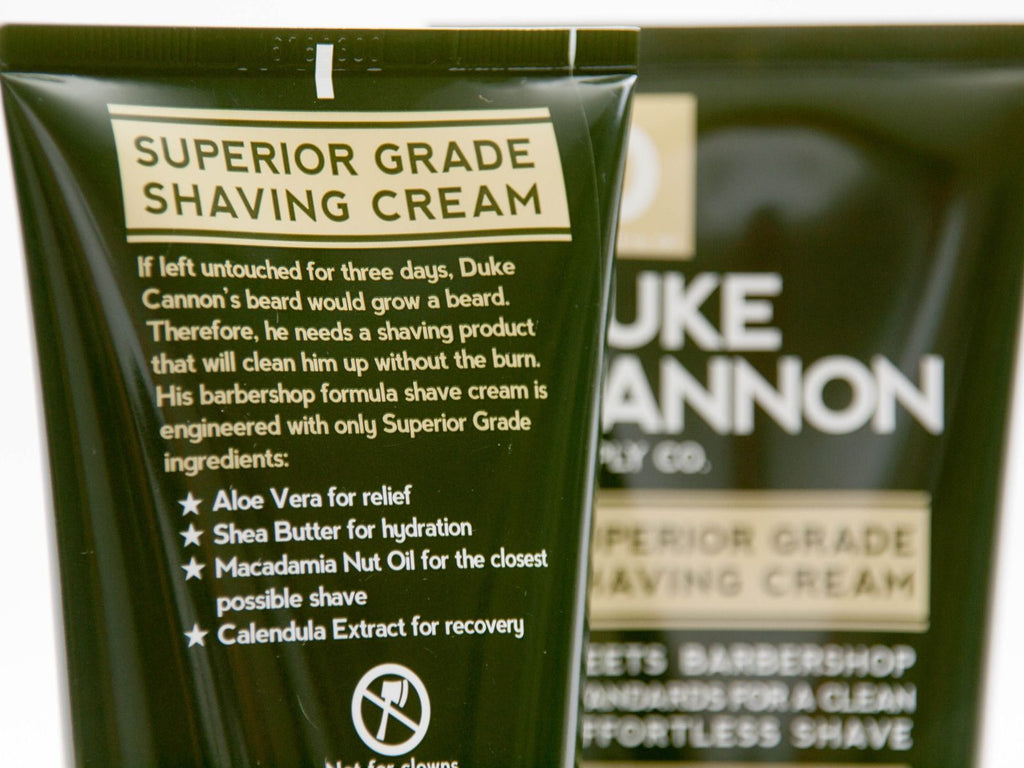 SUPERIOR GRADE
SHAVING CREAM
If left untouched for three days, Duke
Cannon's beard would grow a beard.
Therefore, he needs a shaving product
that will clean him up without the burn.
His barbershop formula shave cream is
engineered with only Superior Grade
ingredients:
★ Aloe Vera for relief
★ Shea Butter for hydration
★ Macadamia Nut Oil for the closest
possible shave
★ Calendula Extract for recovery
Not for clowns
UKE
ANNON
PLY CO.
PERIOR GRADE
HAVING CREAM
EETS BARBERSHOP
ANDARDS FOR A CLEAN
FFORTLESS SHAVE